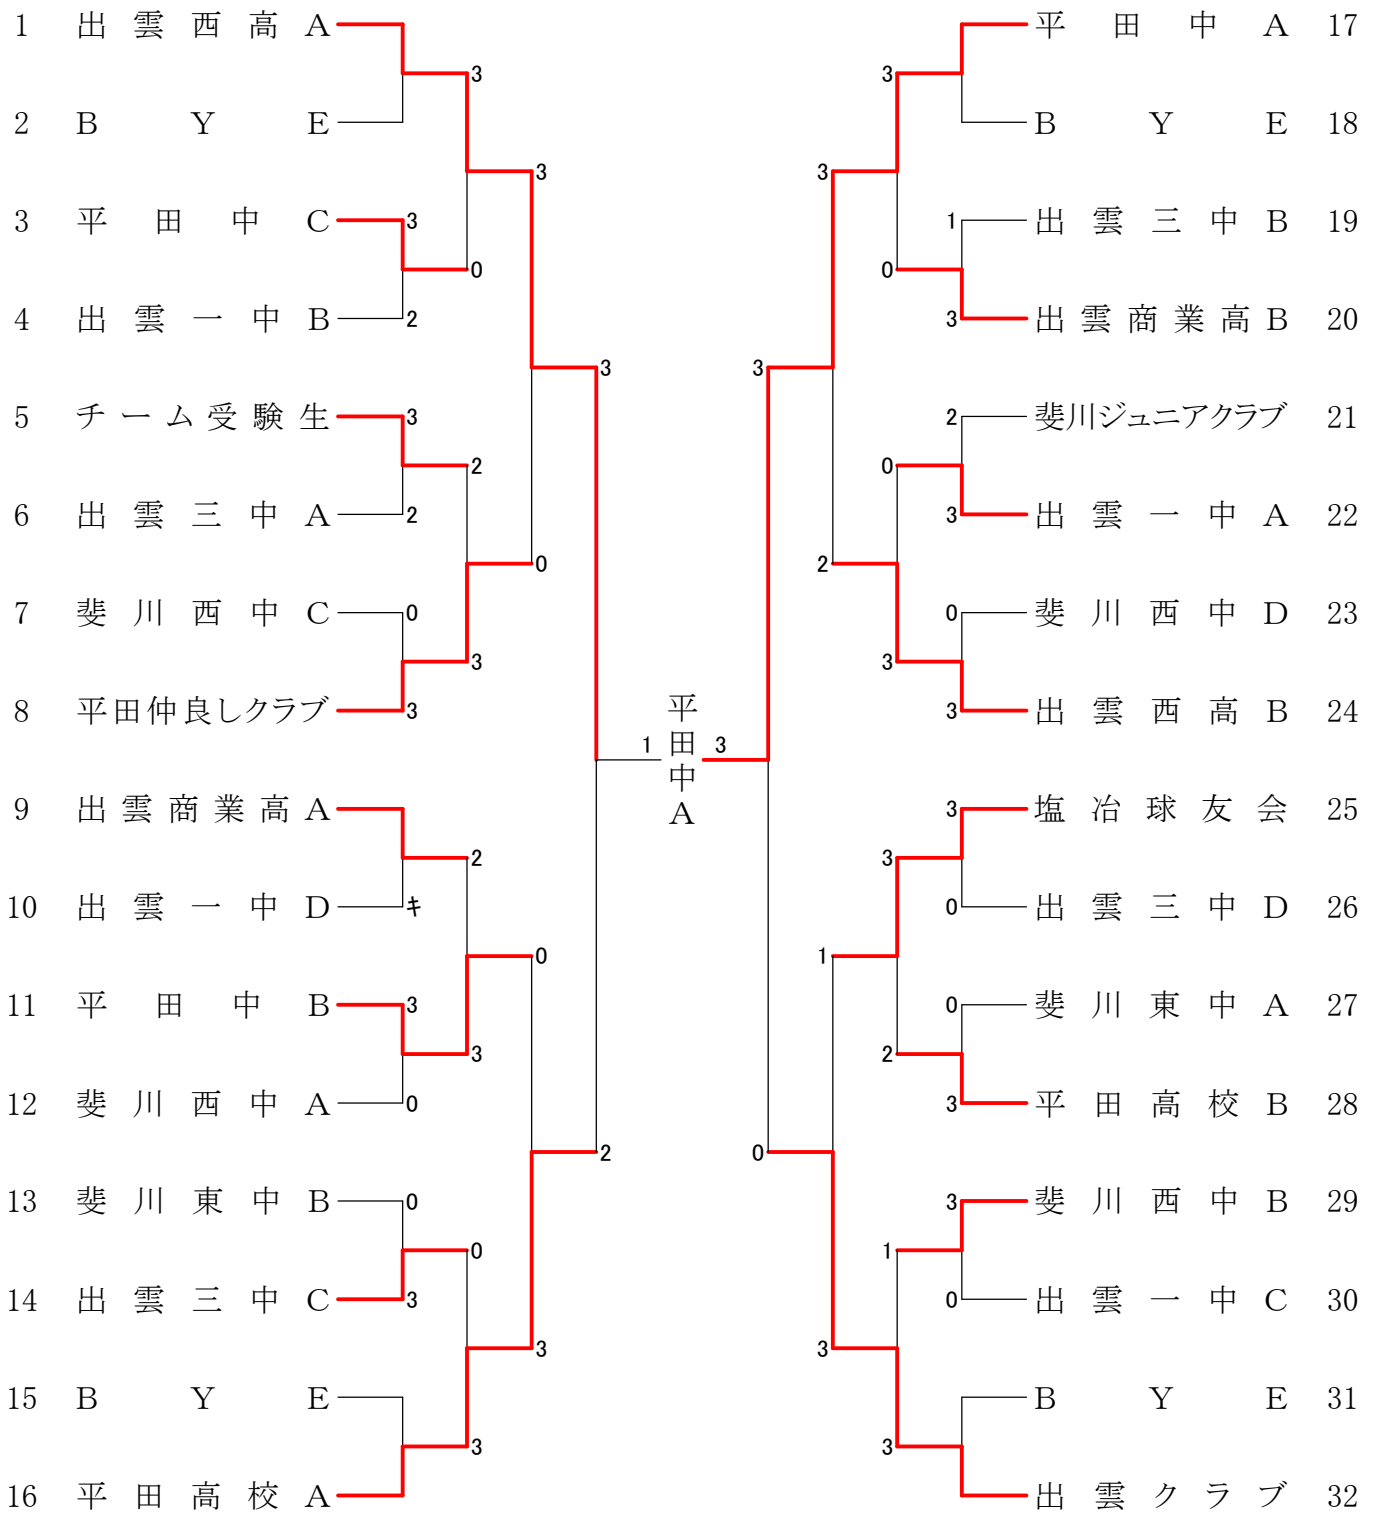 1 出雲西高A
2 BYE
3 平田中C
4 出雲一中B
5 チーム受験生
6 出雲三中A
7 斐川西中C
8 平田仲良しクラブ
9 出雲商業高A
10 出雲一中D
11 平田中B
12 斐川西中A
13 斐川東中B
14 出雲三中C
15 BYE
16 平田高校A
3
3
0
2
3
2
0
3
キ
3
0
0
3
3
0
2
3
2
3
0
3
3
0
0
3
3
2
1
平田中A
3
3
0
3
2
1
3
3
0
0
3
3
2
1
3
1
3
2
3
0
3
3
0
0
3
3
0
平田中A 17
BYE 18
出雲三中B 19
出雲商業高B 20
斐川ジュニアクラブ 21
出雲一中A 22
斐川西中D 23
出雲西高B 24
塩冶球友会 25
出雲三中D 26
斐川東中A 27
平田高校B 28
斐川西中B 29
出雲一中C 30
BYE 31
出雲クラブ 32